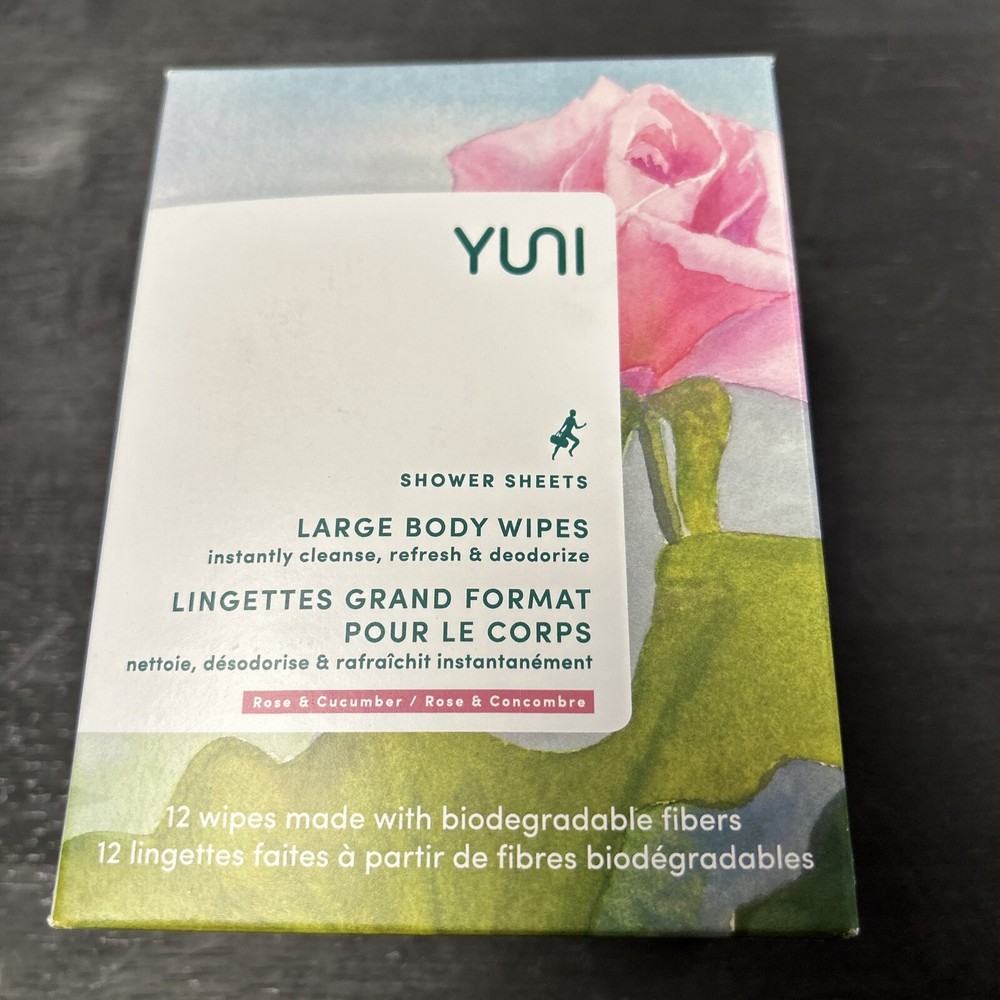 YUNI
SHOWER SHEETS
LARGE BODY WIPES
instantly cleanse, refresh & deodorize
LINGETTES GRAND FORMAT
POUR LE CORPS
nettoie, désodorise & rafraîchit instantanément
Rose & Cucumber / Rose & Concombre
12 wipes made with biodegradable fibers
12 lingettes faites à partir de fibres biodégradables